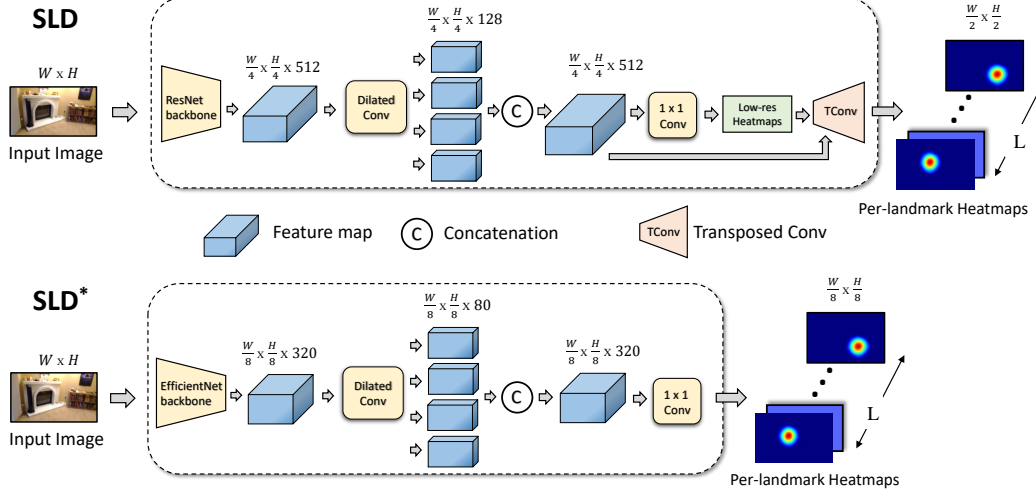 SLD
W x H
Input Image
ResNet
backbone
W/4 x H/4 x 512
Dilated
Conv
W/4 x H/4 x 128
C
W/4 x H/4 x 512
1 x 1
Conv
Low-res
Heatmaps
TConv
W/2 x H/2
L
Per-landmark Heatmaps
Feature map
C
Concatenation
TConv
Transposed Conv
SLD*
W x H
Input Image
EfficientNet
backbone
W/8 x H/8 x 320
Dilated
Conv
W/8 x H/8 x 80
C
W/8 x H/8 x 320
1 x 1
Conv
W/8 x H/8
L
Per-landmark Heatmaps